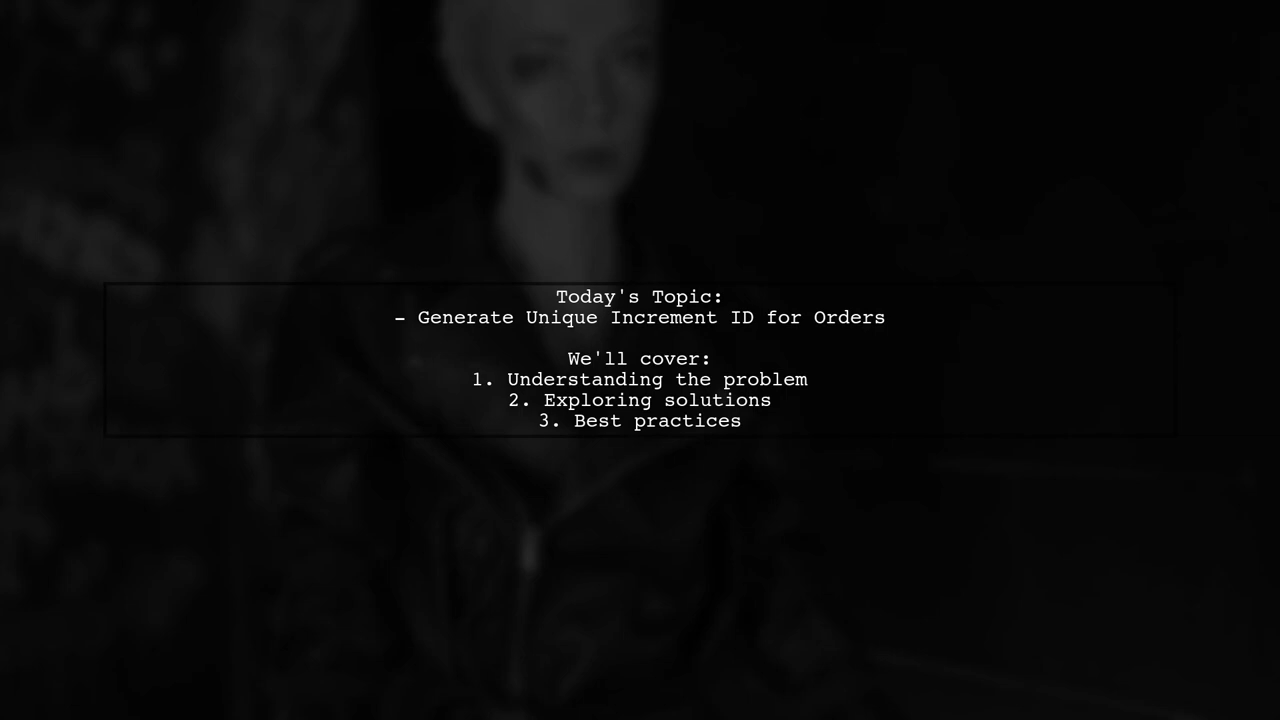 Today's Topic:
– Generate Unique Increment ID for Orders
We'll cover:
1. Understanding the problem
2. Exploring solutions
3. Best practices